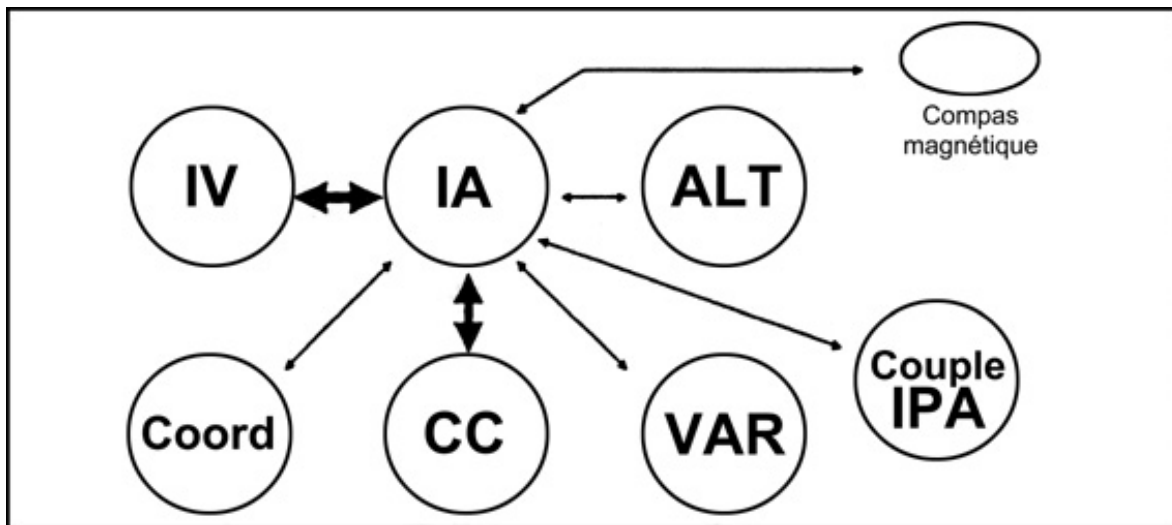 Compas
magnétique
IV
IA
ALT
Coord
CC
VAR
Couple
IPA